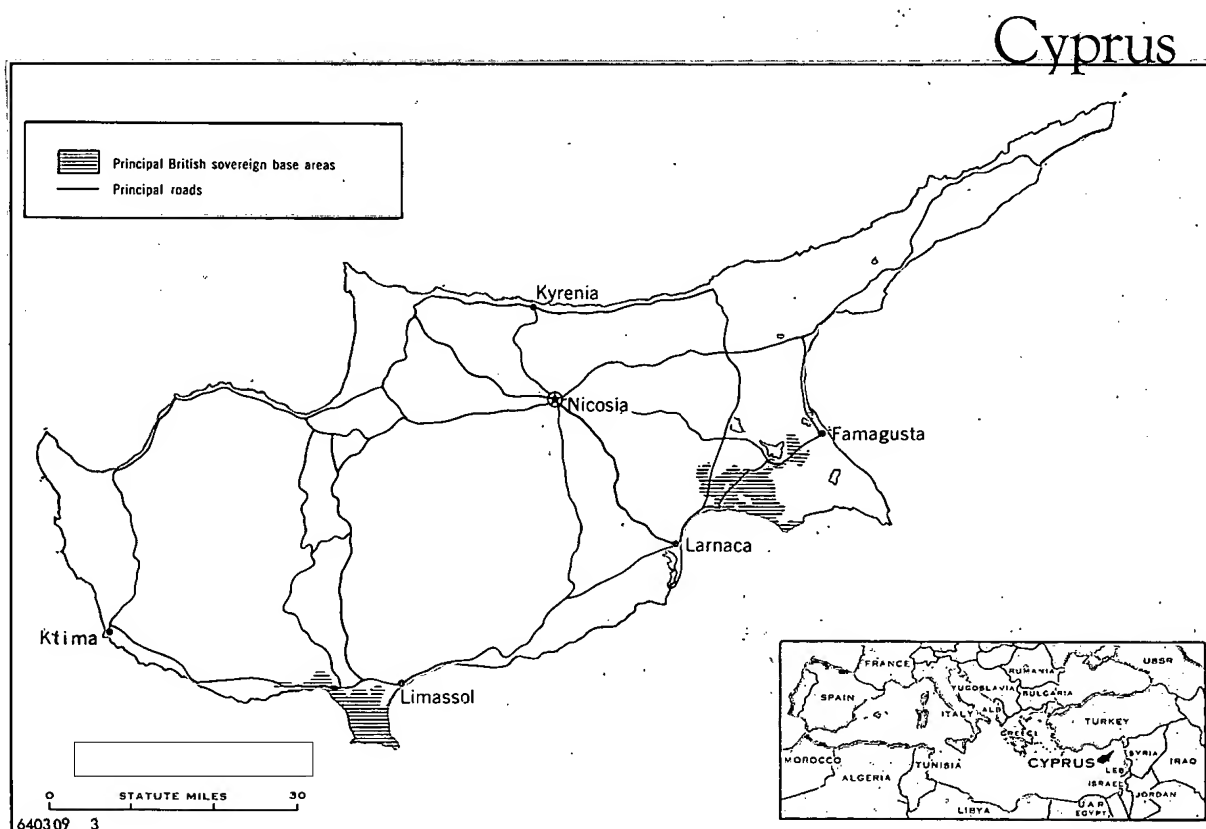 Cyprus
Principal British sovereign base areas
Principal roads
Kyrenia
Nicosia
Famagusta
Larnaca
Ktima
Limassol
0 STATUTE MILES 30
640309 3
FRANCE
RUMANIA
UBSR
SPAIN
YUGOSLAVIA
BULGARIA
ITALY
ALB
GREECE
TURKEY
MOROCCO
ALGERIA
TUNISIA
CYPRUS
SYRIA
IRAQ
LEB
ISRAEL
JORDAN
LIBYA
UAR
EGYPT